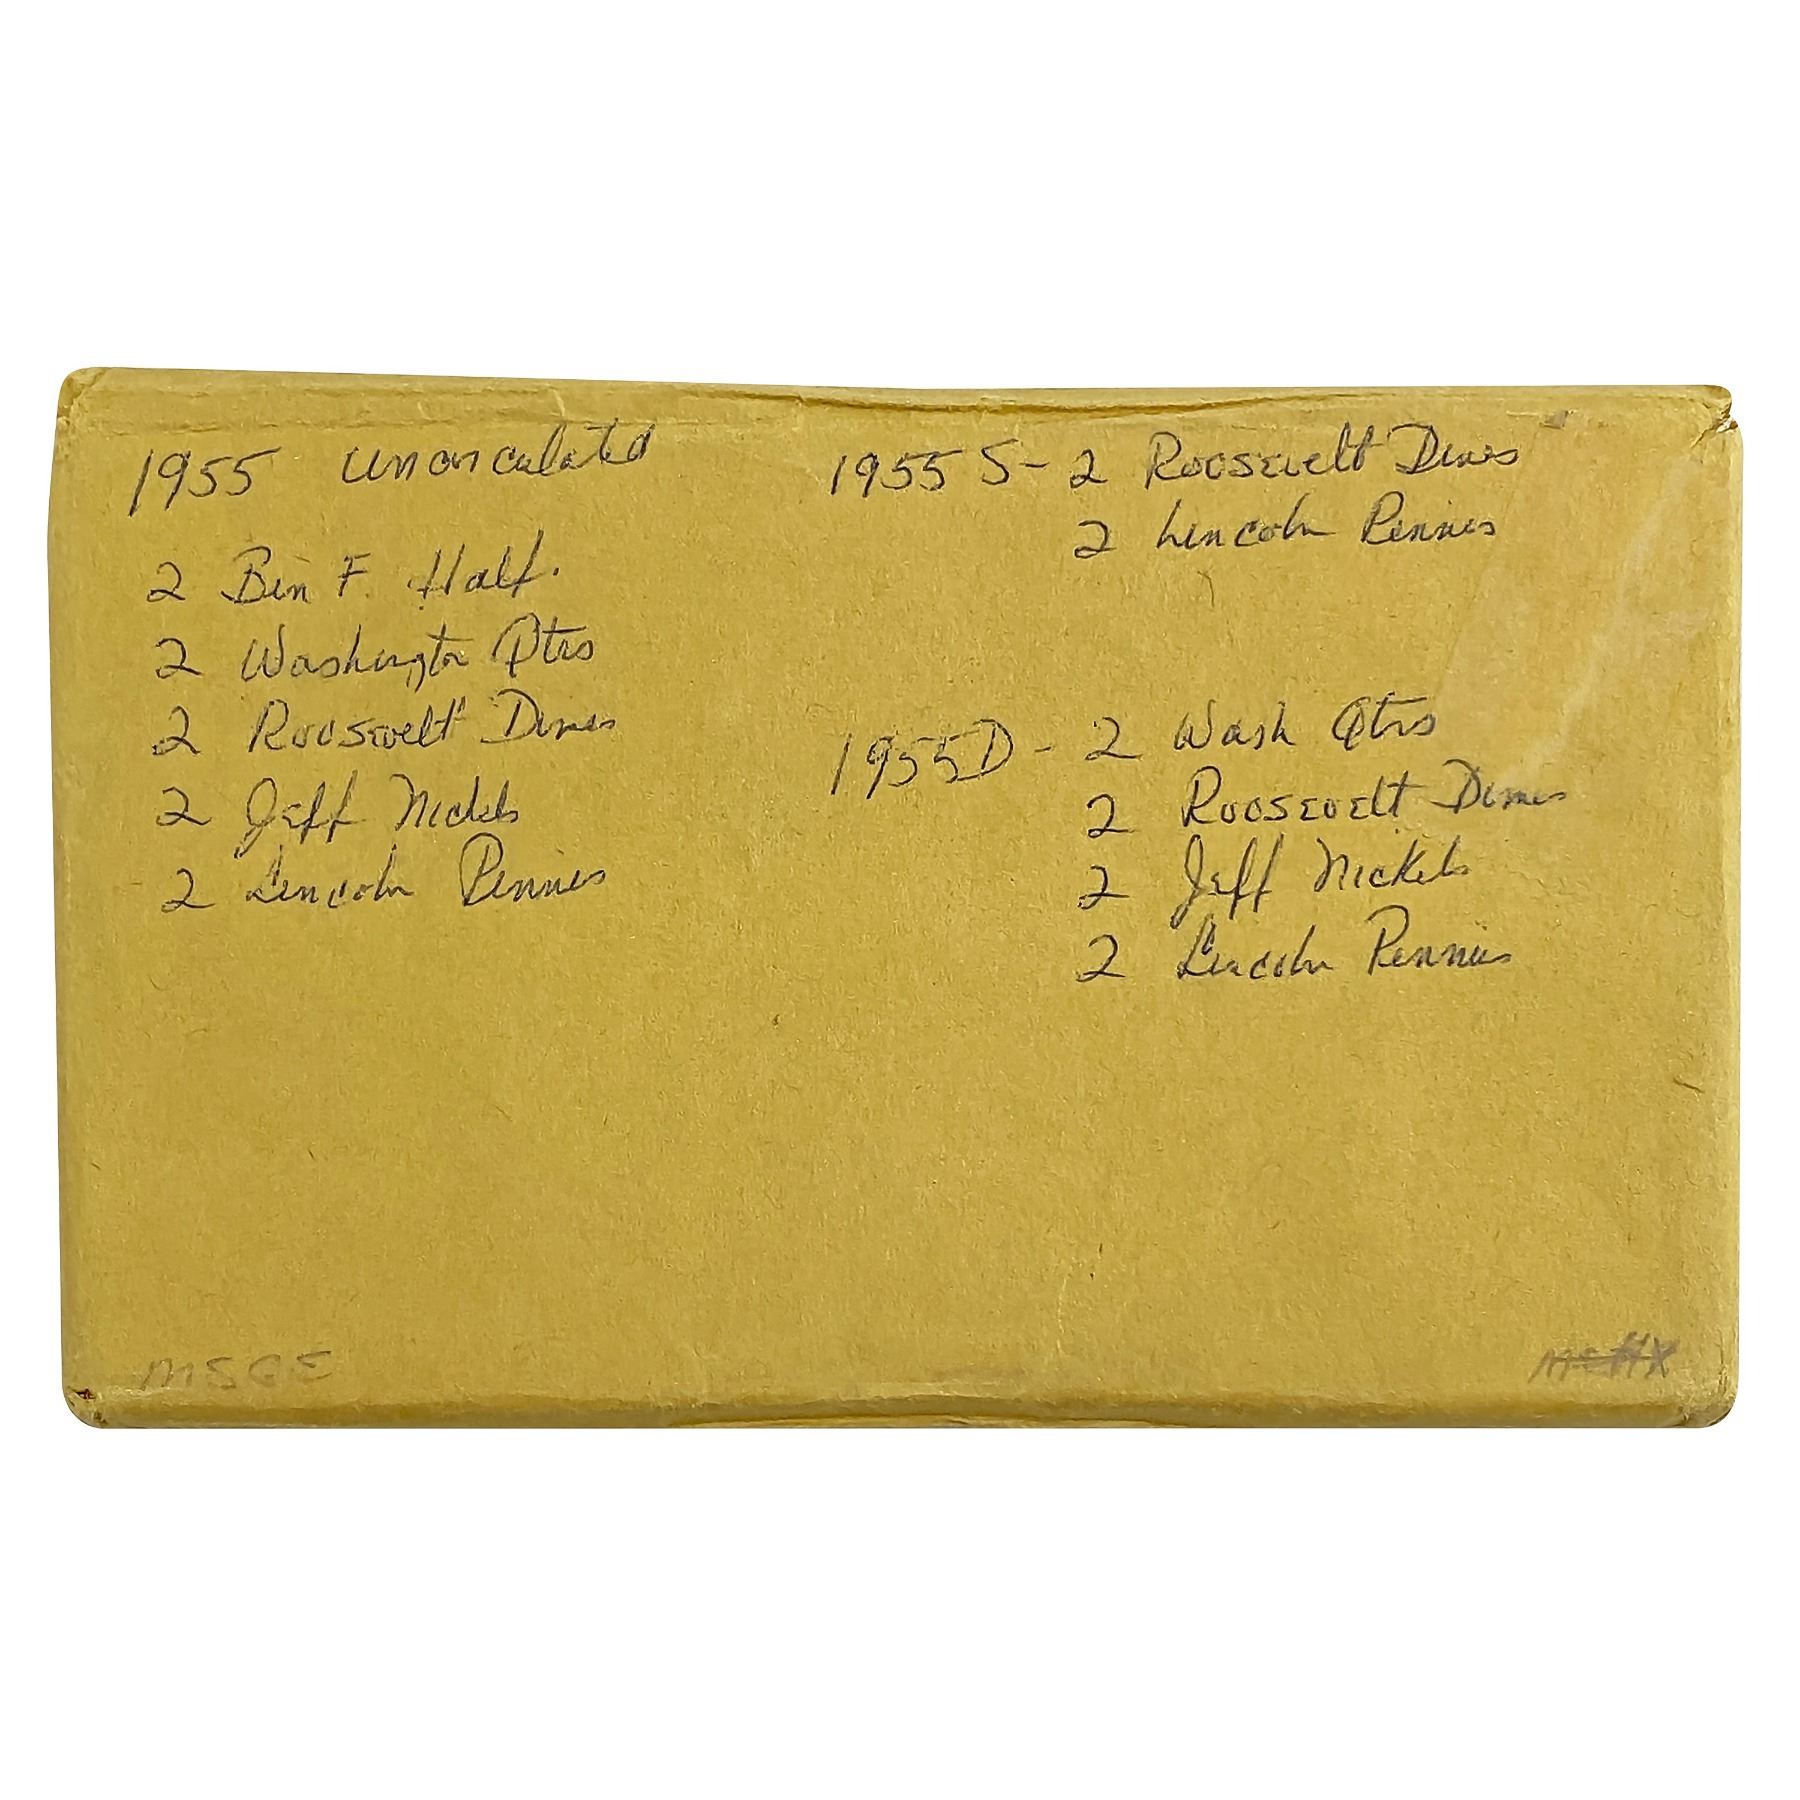 1955 Uncirculated
2 Ben F. Half.
2 Washington Qtrs
2 Roosevelt Dimes
2 Jeff Nickels
2 Lincoln Pennies
1955 S- 2 Roosevelt Dimes
2 Lincoln Pennies
1955D - 2 Wash Qtrs
2 Roosevelt Dimes
2 Jeff Nickels
2 Lincoln Pennies